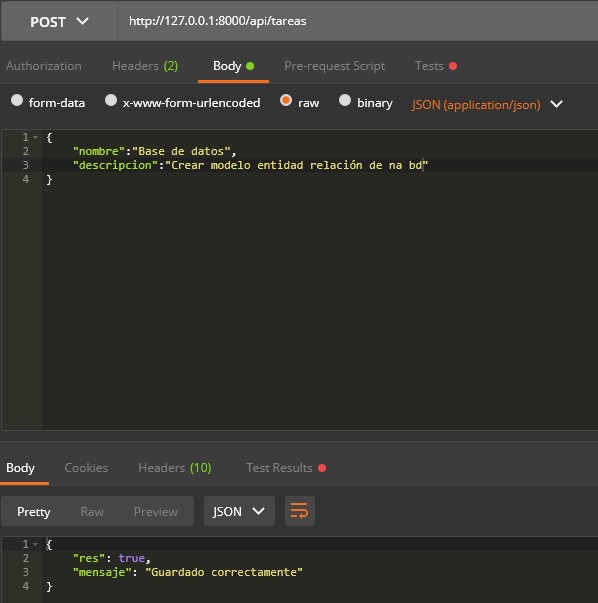 POST http://127.0.0.1:8000/api/tareas
Authorization Headers (2) Body Pre-request Script Tests
form-data x-www-form-urlencoded raw binary JSON (application/json)
1 {
2 "nombre":"Base de datos",
3 "descripcion":"Crear modelo entidad relación de na bd"
4 }
Body Cookies Headers (10) Test Results
Pretty Raw Preview JSON
1 {
2 "res": true,
3 "mensaje": "Guardado correctamente"
4 }